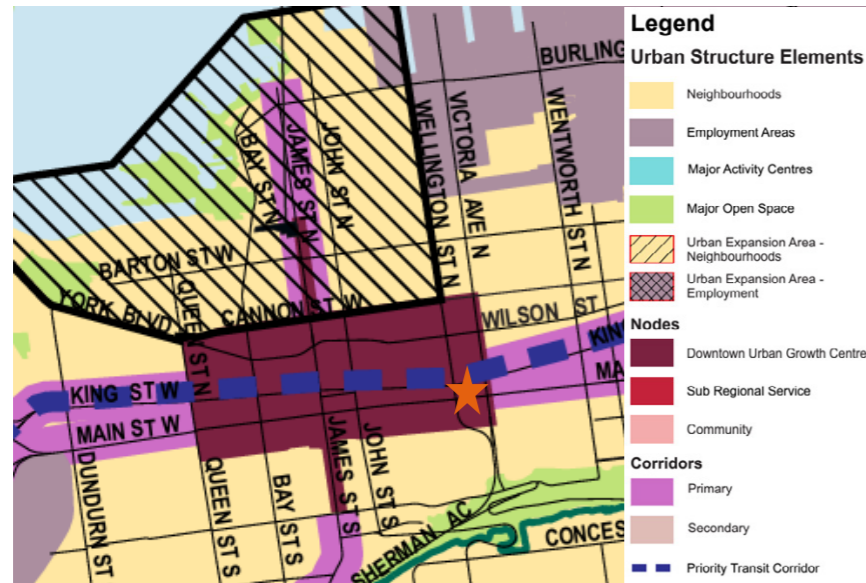 BURLING
BAY ST N
JAMES ST N
JOHN ST N
WELLINGTON ST N
VICTORIA AVE N
WENTWORTH ST N
BARTON ST W
YORK BLVD
QUEEN ST N
CANNON ST W
WILSON ST
KING ST W
KING
MAIN ST W
MA
DUNDURN ST
QUEEN ST S
BAY ST S
JAMES ST S
JOHN ST S
SHERMAN AC
CONCES
Legend
Urban Structure Elements
Neighbourhoods
Employment Areas
Major Activity Centres
Major Open Space
Urban Expansion Area -
Neighbourhoods
Urban Expansion Area -
Employment
Nodes
Downtown Urban Growth Centre
Sub Regional Service
Community
Corridors
Primary
Secondary
Priority Transit Corridor